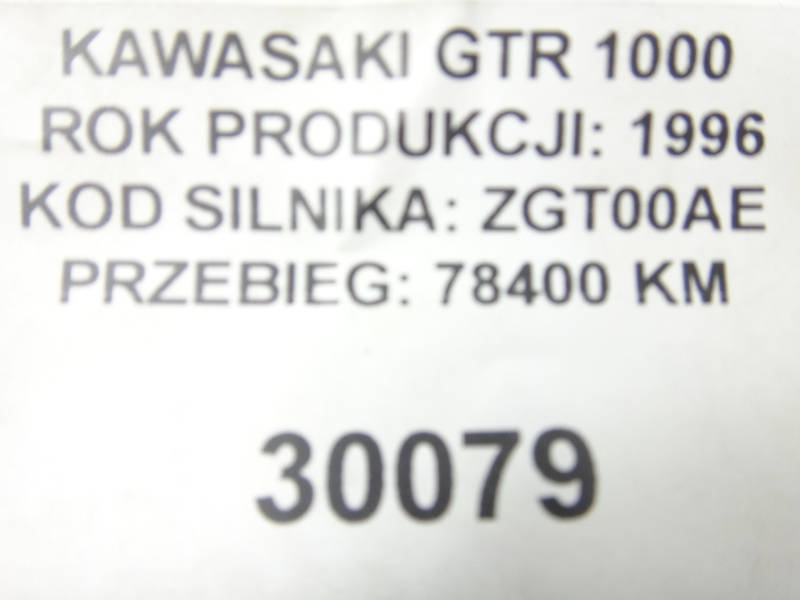 KAWASAKI GTR 1000
ROK PRODUKCJI: 1996
KOD SILNIKA: ZGT00AE
PRZEBIEG: 78400 KM
30079